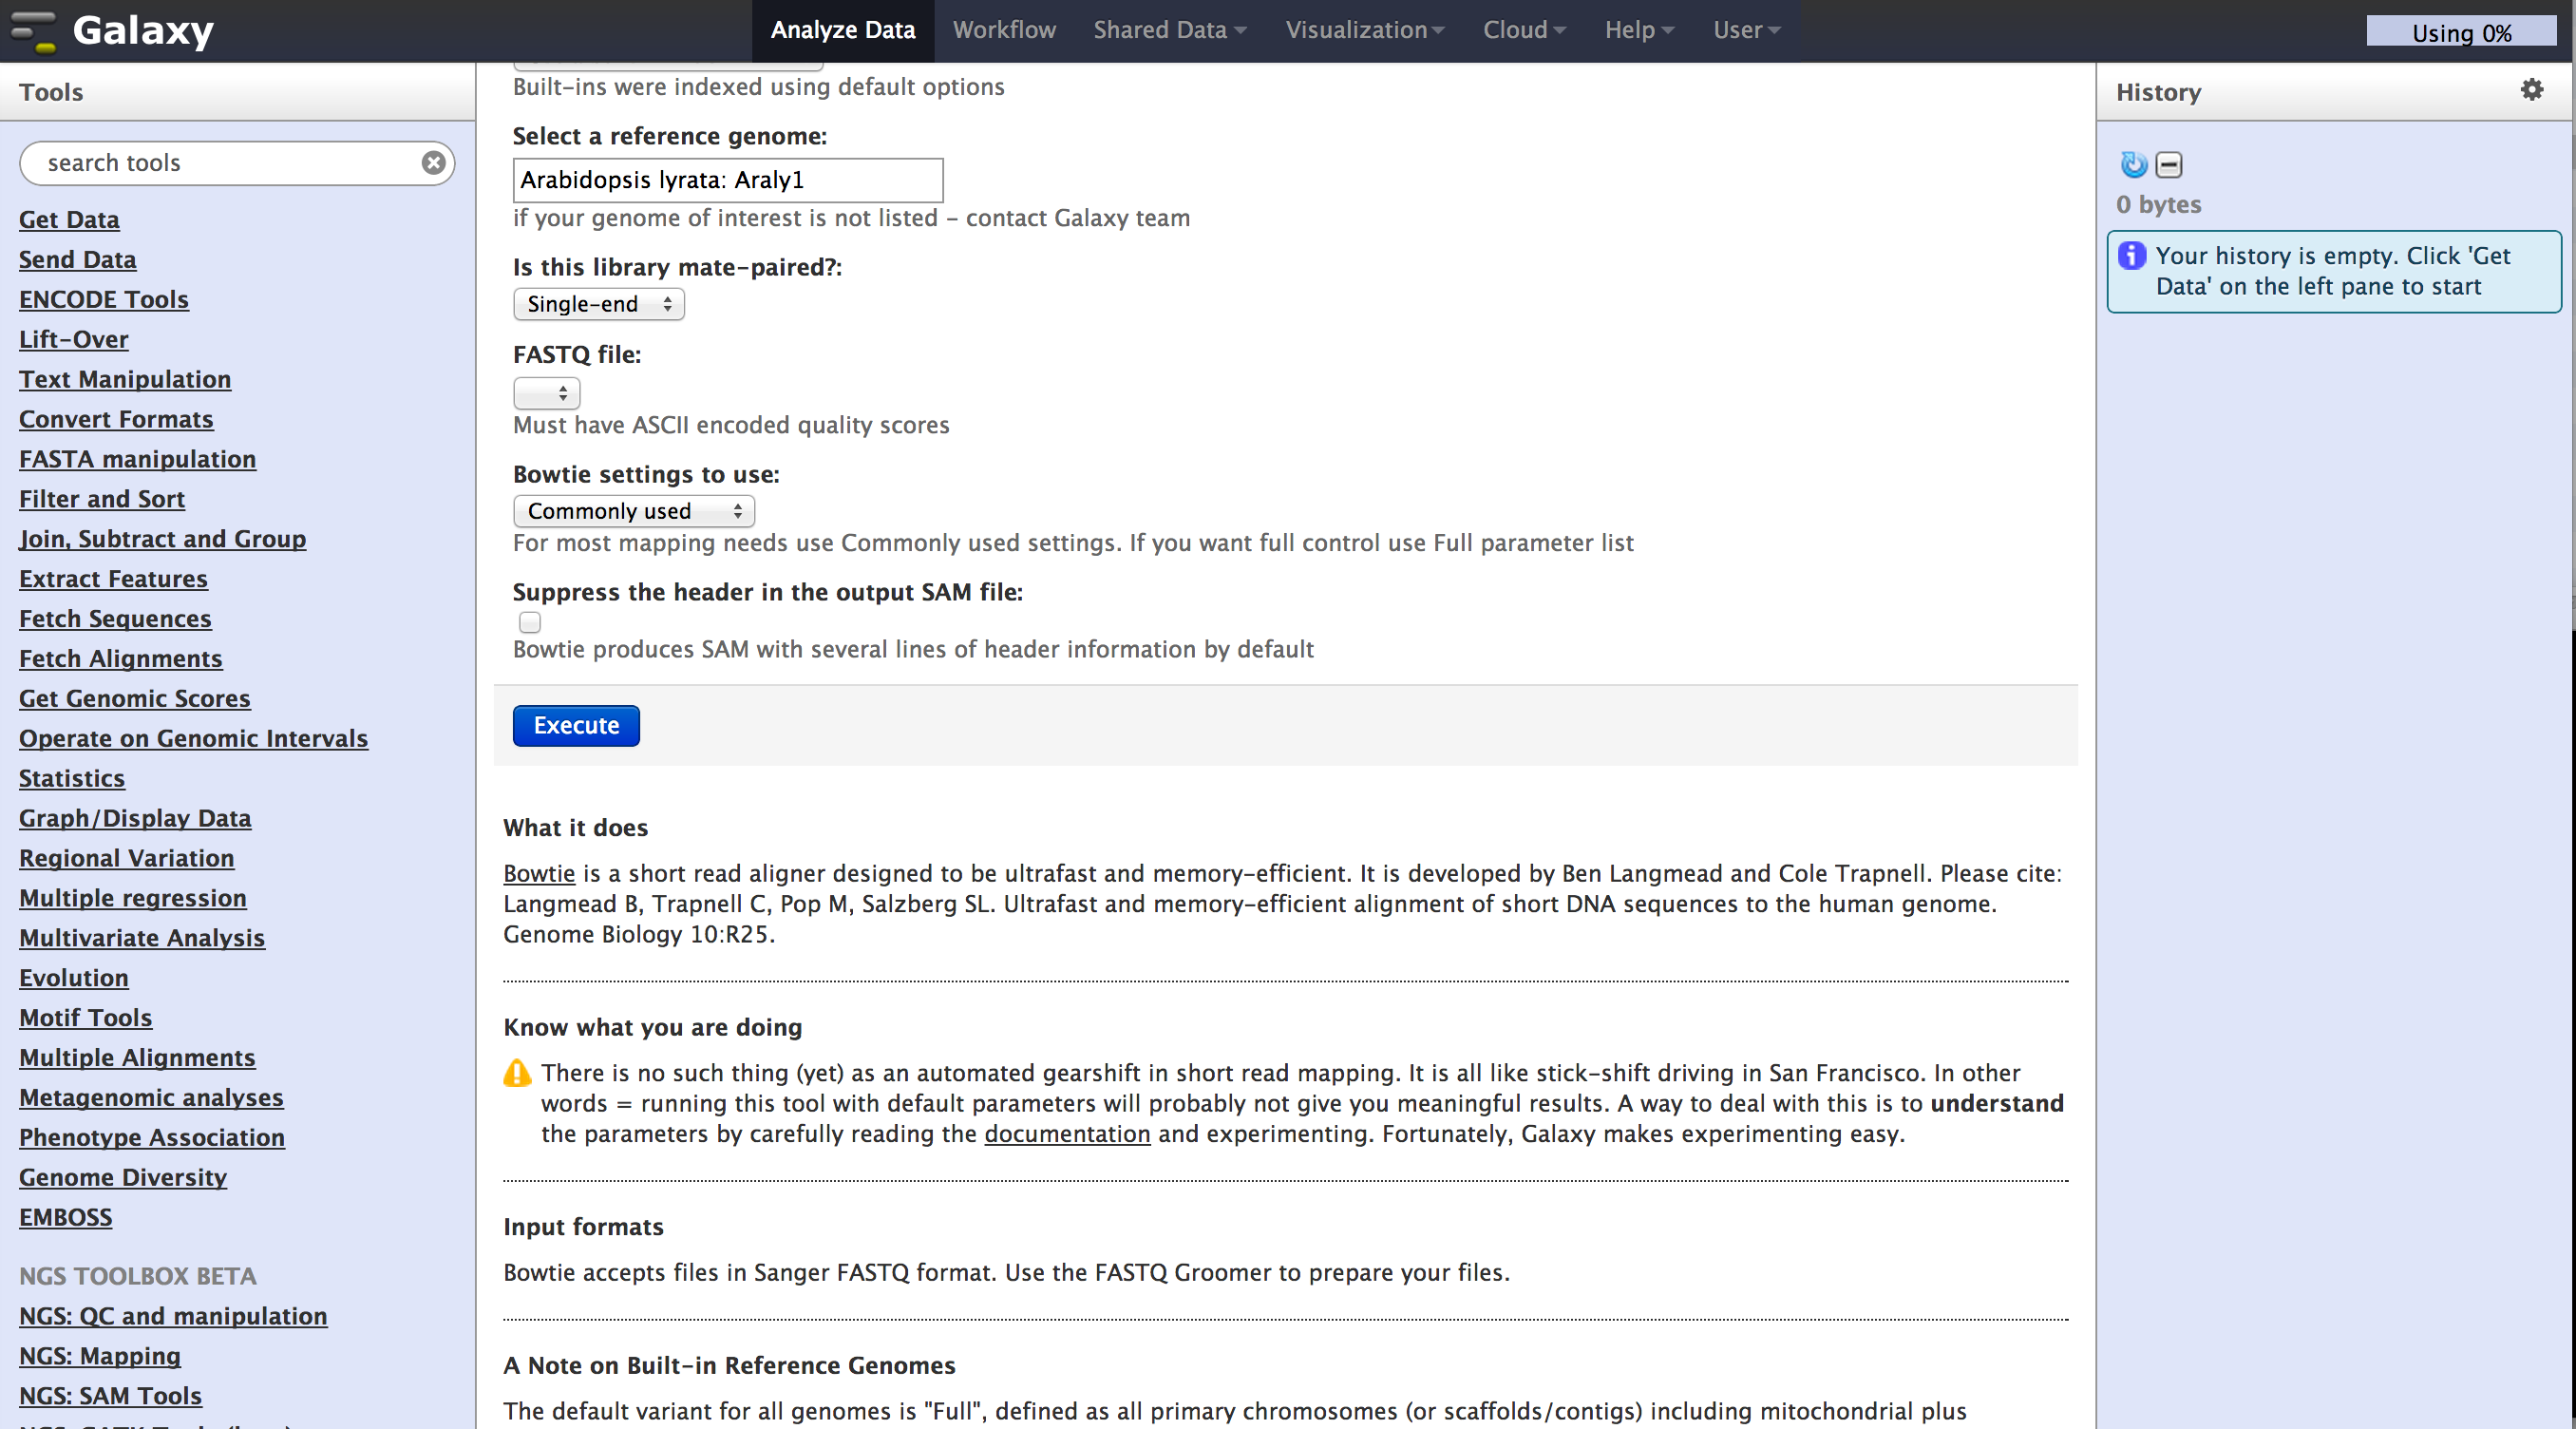 Galaxy
Analyze Data
Workflow
Shared Data
Visualization
Cloud
Help
User
Using 0%
Tools
search tools
Get Data
Send Data
ENCODE Tools
Lift-Over
Text Manipulation
Convert Formats
FASTA manipulation
Filter and Sort
Join, Subtract and Group
Extract Features
Fetch Sequences
Fetch Alignments
Get Genomic Scores
Operate on Genomic Intervals
Statistics
Graph/Display Data
Regional Variation
Multiple regression
Multivariate Analysis
Evolution
Motif Tools
Multiple Alignments
Metagenomic analyses
Phenotype Association
Genome Diversity
EMBOSS
NGS TOOLBOX BETA
NGS: QC and manipulation
NGS: Mapping
NGS: SAM Tools
Built-ins were indexed using default options
Select a reference genome:
Arabidopsis lyrata: Araly1
if your genome of interest is not listed - contact Galaxy team
Is this library mate-paired?:
Single-end
FASTQ file:
Must have ASCII encoded quality scores
Bowtie settings to use:
Commonly used
For most mapping needs use Commonly used settings. If you want full control use Full parameter list
Suppress the header in the output SAM file:
Bowtie produces SAM with several lines of header information by default
Execute
What it does
Bowtie is a short read aligner designed to be ultrafast and memory-efficient. It is developed by Ben Langmead and Cole Trapnell. Please cite:
Langmead B, Trapnell C, Pop M, Salzberg SL. Ultrafast and memory-efficient alignment of short DNA sequences to the human genome.
Genome Biology 10:R25.
Know what you are doing
There is no such thing (yet) as an automated gearshift in short read mapping. It is all like stick-shift driving in San Francisco. In other
words = running this tool with default parameters will probably not give you meaningful results. A way to deal with this is to understand
the parameters by carefully reading the documentation and experimenting. Fortunately, Galaxy makes experimenting easy.
Input formats
Bowtie accepts files in Sanger FASTQ format. Use the FASTQ Groomer to prepare your files.
A Note on Built-in Reference Genomes
The default variant for all genomes is "Full", defined as all primary chromosomes (or scaffolds/contigs) including mitochondrial plus
History
0 bytes
Your history is empty. Click 'Get
Data' on the left pane to start